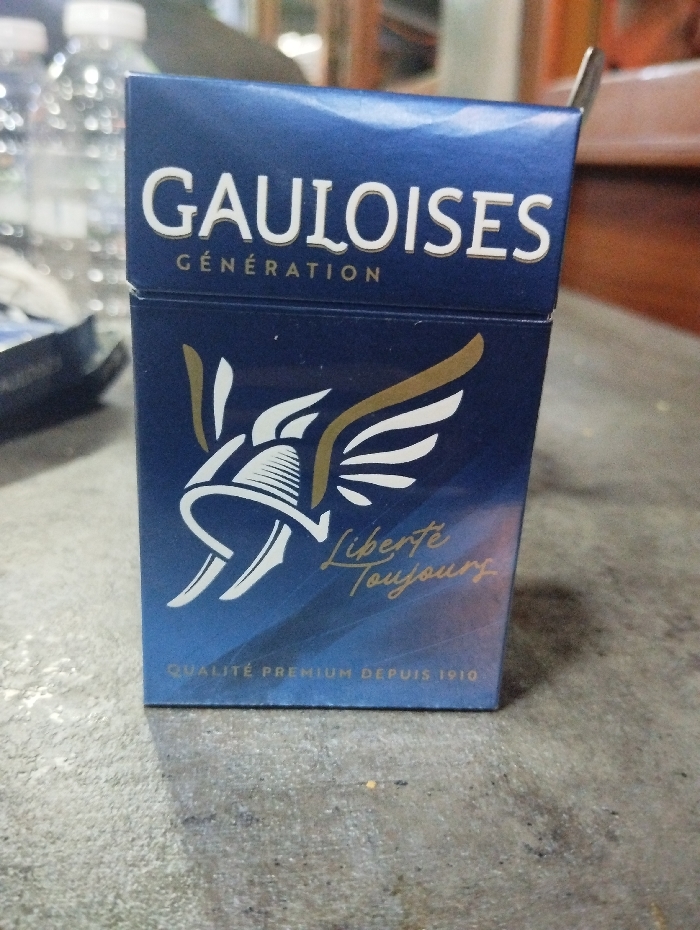 GAULOISES
GÉNÉRATION
Liberté
Toujours
QUALITÉ PREMIUM DEPUIS 1910